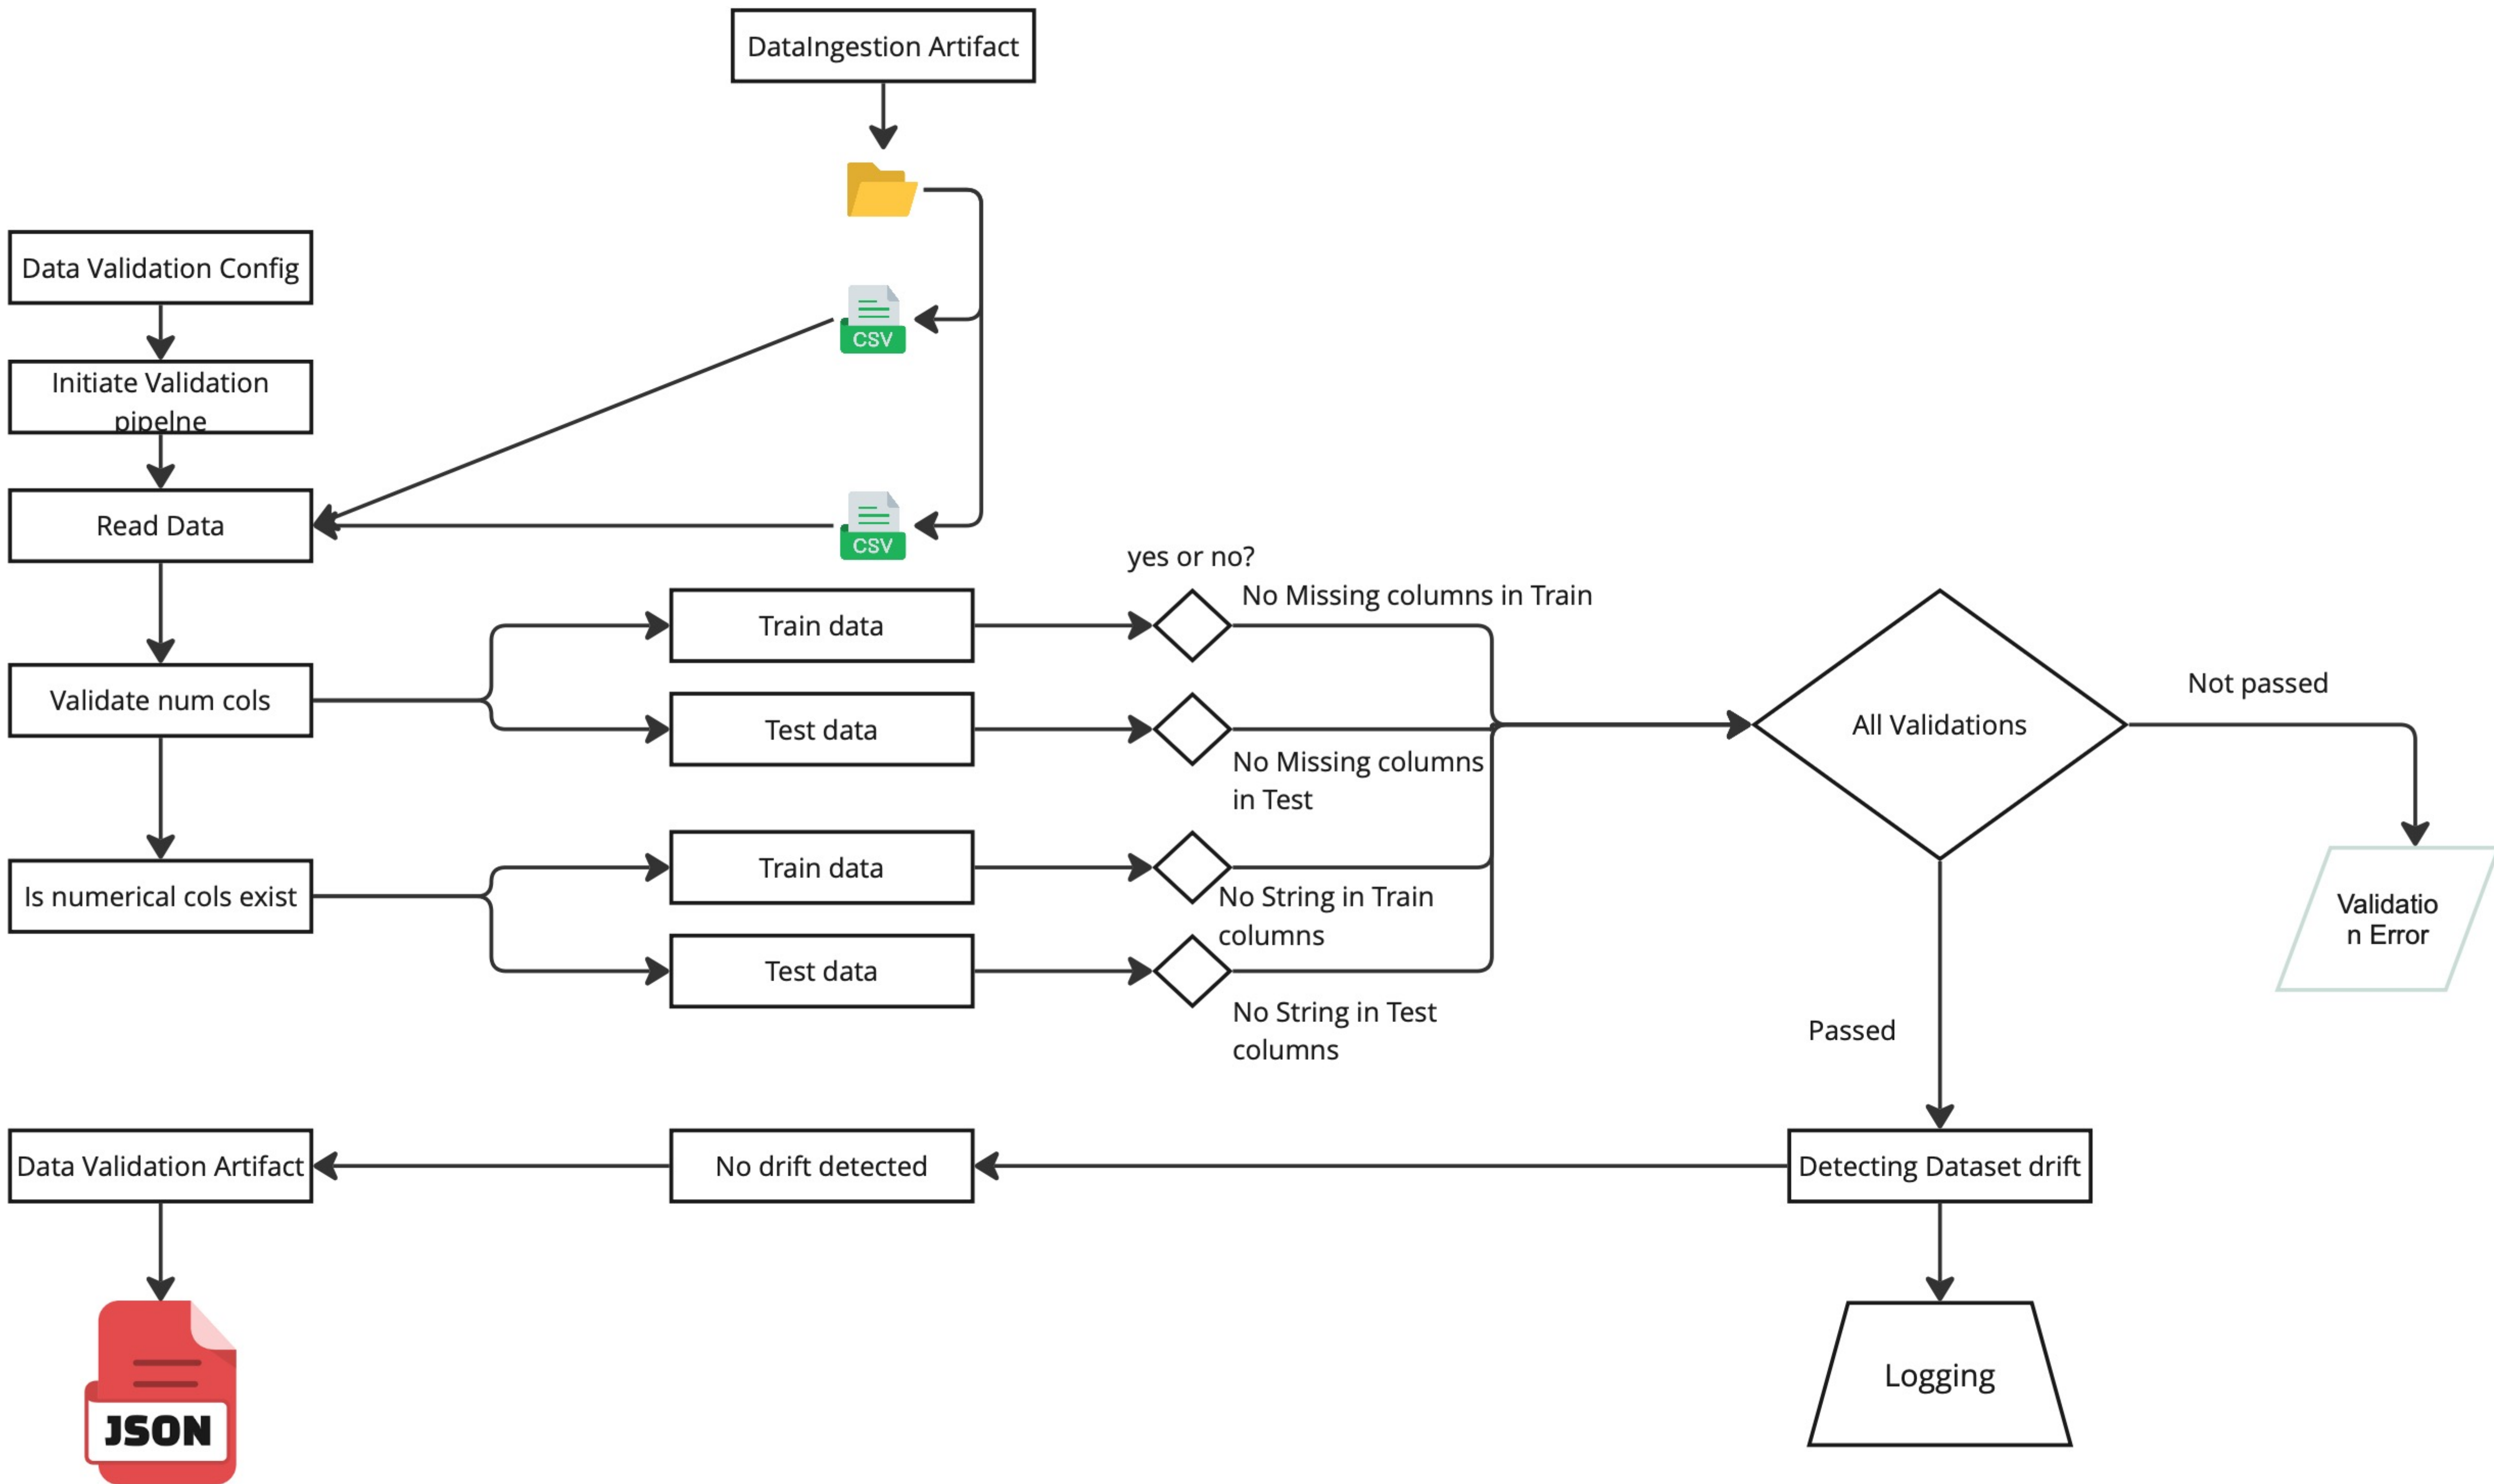 DataIngestion Artifact
Data Validation Config
CSV
Initiate Validation
pipelne
Read Data
CSV
yes or no?
No Missing columns in Train
Train data
Validate num cols
Test data
No Missing columns
in Test
All Validations
Not passed
Is numerical cols exist
Train data
No String in Train
columns
Test data
No String in Test
columns
Validatio
n Error
Passed
Data Validation Artifact
No drift detected
Detecting Dataset drift
JSON
Logging